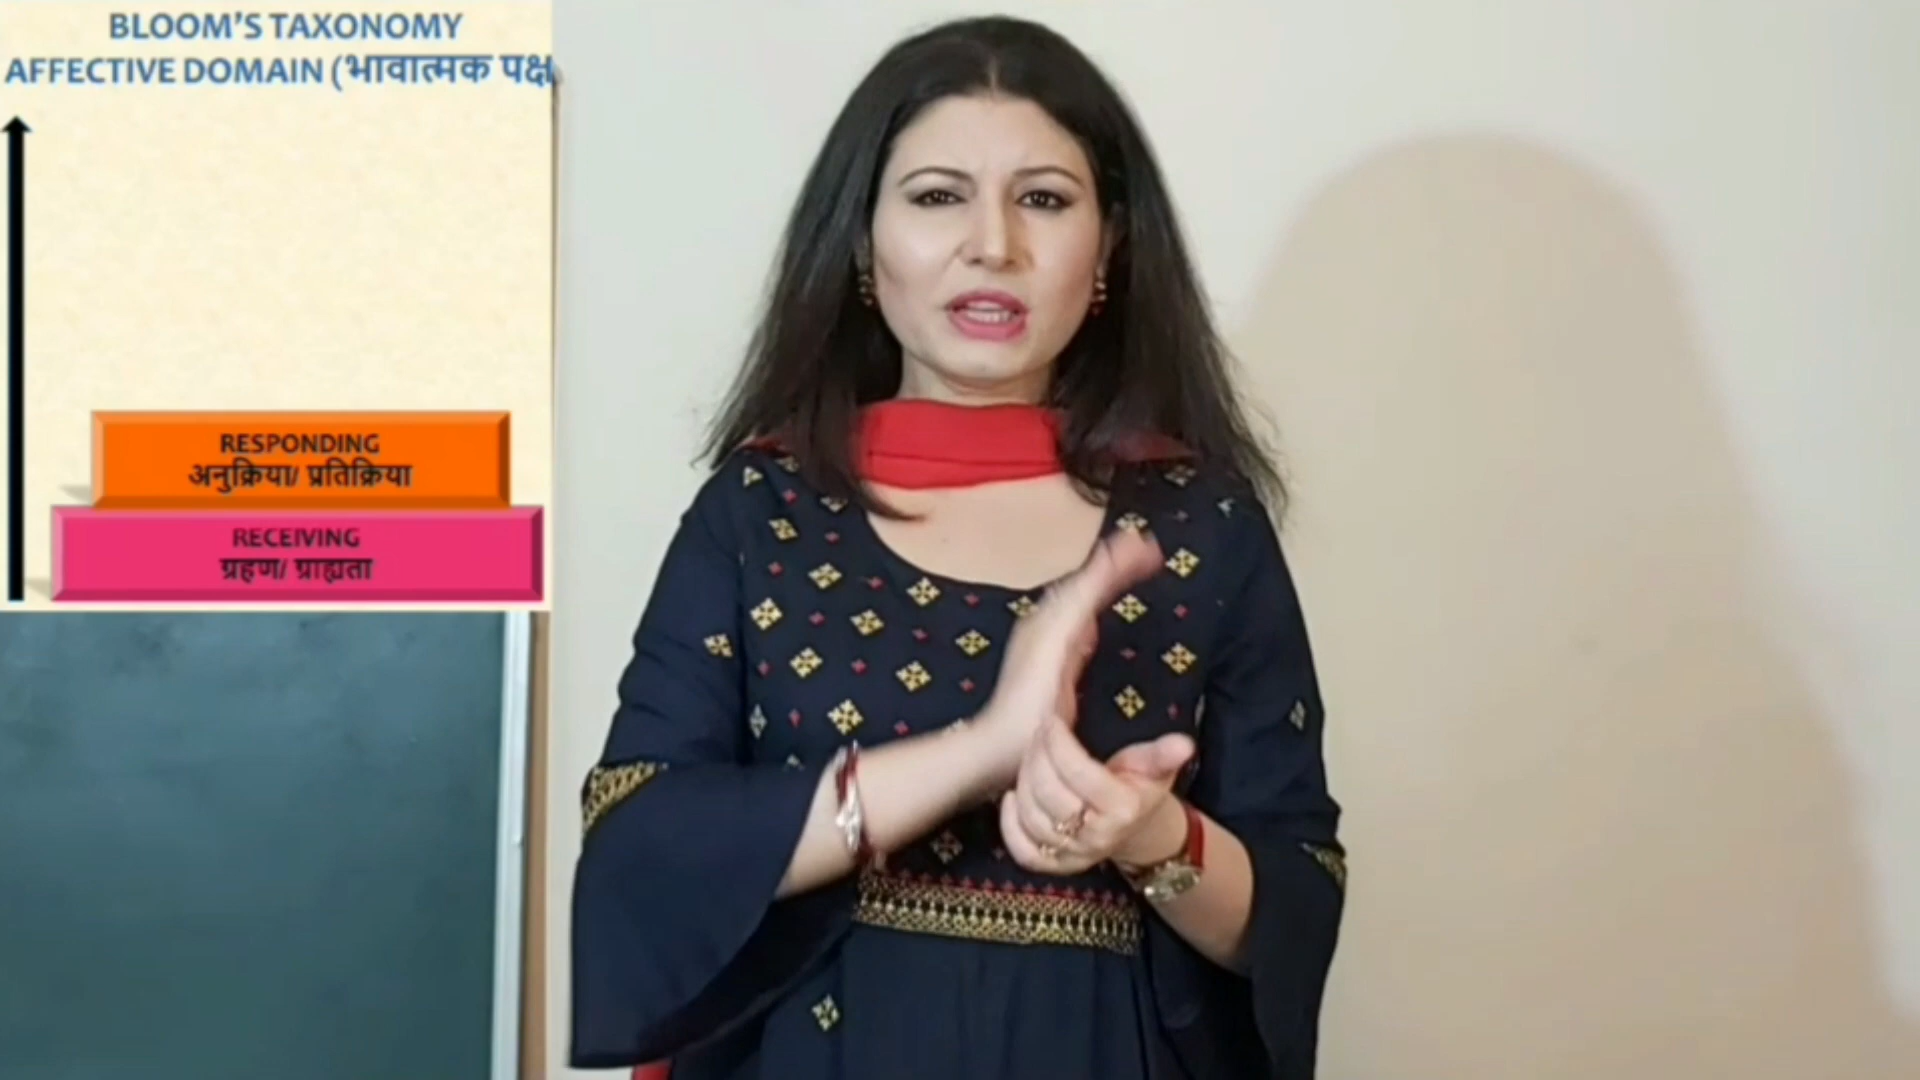 BLOOM'S TAXONOMY
AFFECTIVE DOMAIN (भावात्मक पक्ष
RESPONDING
अनुक्रिया/ प्रतिक्रिया
RECEIVING
ग्रहण/ ग्राह्यता